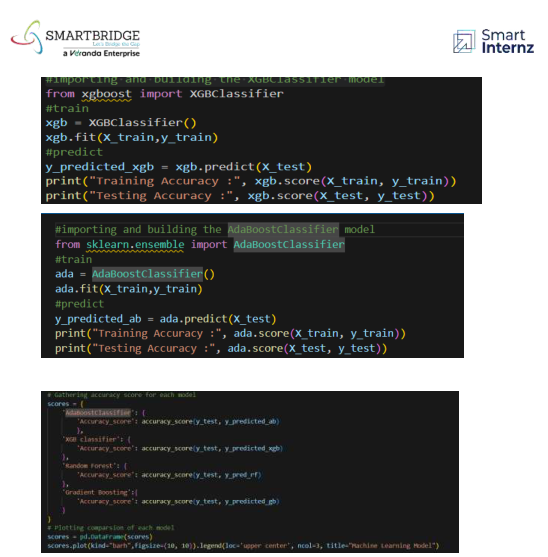 SMARTBRIDGE
Let's Bridge the Gap
a Veranda Enterprise
Smart
Internz
#importing and building the XGBClassifier model
from xgboost import XGBClassifier
#train
xgb = XGBClassifier()
xgb.fit(X_train,y_train)
#predict
y_predicted_xgb = xgb.predict(X_test)
print("Training Accuracy :", xgb.score(X_train, y_train))
print("Testing Accuracy :", xgb.score(X_test, y_test))
#importing and building the AdaBoostClassifier model
from sklearn.ensemble import AdaBoostClassifier
#train
ada = AdaBoostClassifier()
ada.fit(X_train,y_train)
#predict
y_predicted_ab = ada.predict(X_test)
print("Training Accuracy :", ada.score(X_train, y_train))
print("Testing Accuracy :", ada.score(X_test, y_test))
# Gathering accuracy score for each model
scores = {
'AdaBoostClassifier': {
'Accuracy_score': accuracy_score(y_test, y_predicted_ab)
},
'XGB classifier': {
'Accuracy_score': accuracy_score(y_test, y_predicted_xgb)
},
'Random Forest': {
'Accuracy_score': accuracy_score(y_test, y_pred_rf)
},
'Gradient Boosting':{
'Accuracy_score': accuracy_score(y_test, y_predicted_gb)
}
}
# Plotting comparsion of each model
scores = pd.DataFrame(scores)
scores.plot(kind="barh",figsize=(10, 10)).legend(loc='upper center', ncol=3, title="Machine Learning Model")